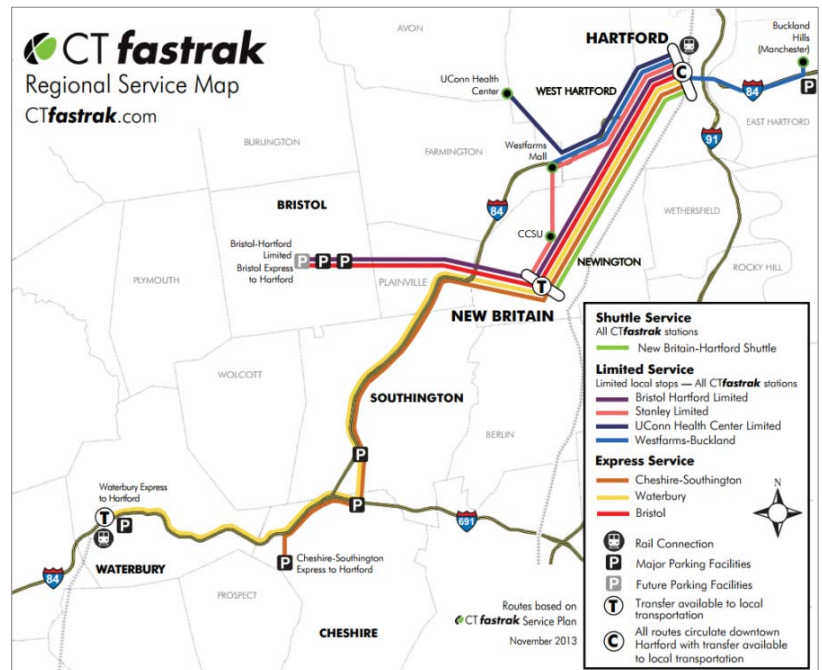 CTfastrak
Regional Service Map
CTfastrak.com
AVON
HARTFORD
C
Buckland
Hills
(Manchester)
P
84
EAST HARTFORD
91
UConn Health
Center
WEST HARTFORD
BURLINGTON
FARMINGTON
Westfarms
Mall
84
WETHERSFIELD
BRISTOL
CCSU
Bristol-Hartford
Limited
Bristol Express
to Hartford
P P P
NEWINGTON
ROCKY HILL
PLYMOUTH
PLAINVILLE
T
NEW BRITAIN
WOLCOTT
SOUTHINGTON
BERLIN
P
Waterbury Express
to Hartford
T
P
P
691
WATERBURY
84
P
Cheshire-Southington
Express to Hartford
PROSPECT
CHESHIRE
Routes based on
CTfastrak Service Plan
November 2013
Shuttle Service
All CTfastrak stations
New Britain-Hartford Shuttle
Limited Service
Limited local stops — All CTfastrak stations
Bristol Hartford Limited
Stanley Limited
UConn Health Center Limited
Westfarms-Buckland
Express Service
Cheshire-Southington
Waterbury
Bristol
N
Rail Connection
P Major Parking Facilities
P Future Parking Facilities
T Transfer available to local
transportation
C All routes circulate downtown
Hartford with transfer available
to local transportation